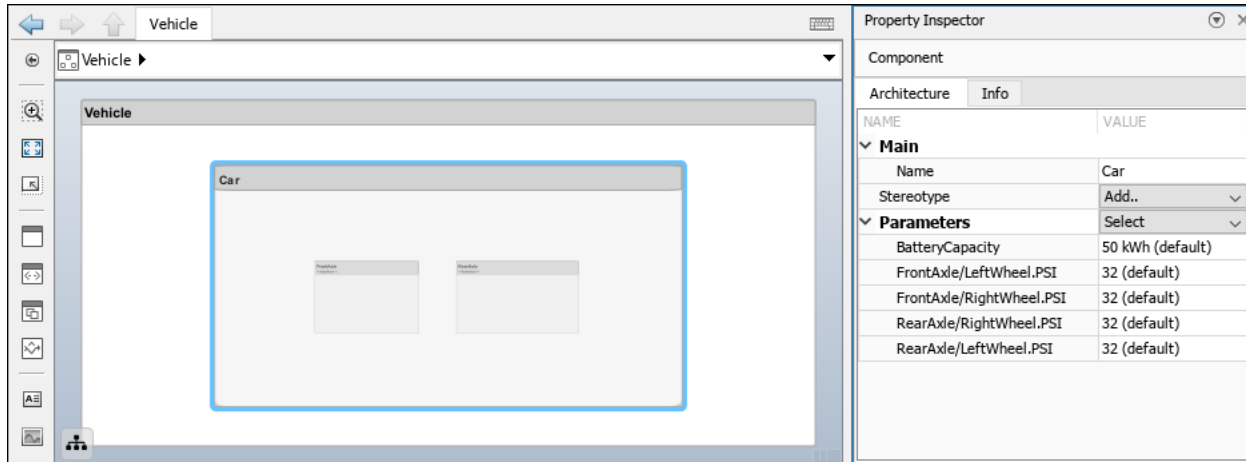 Vehicle
Vehicle
Vehicle
Car
FrontAxle
RearAxle
Property Inspector
Component
Architecture Info
NAME VALUE
Main
Name Car
Stereotype Add..
Parameters Select
BatteryCapacity 50 kWh (default)
FrontAxle/LeftWheel.PSI 32 (default)
FrontAxle/RightWheel.PSI 32 (default)
RearAxle/RightWheel.PSI 32 (default)
RearAxle/LeftWheel.PSI 32 (default)